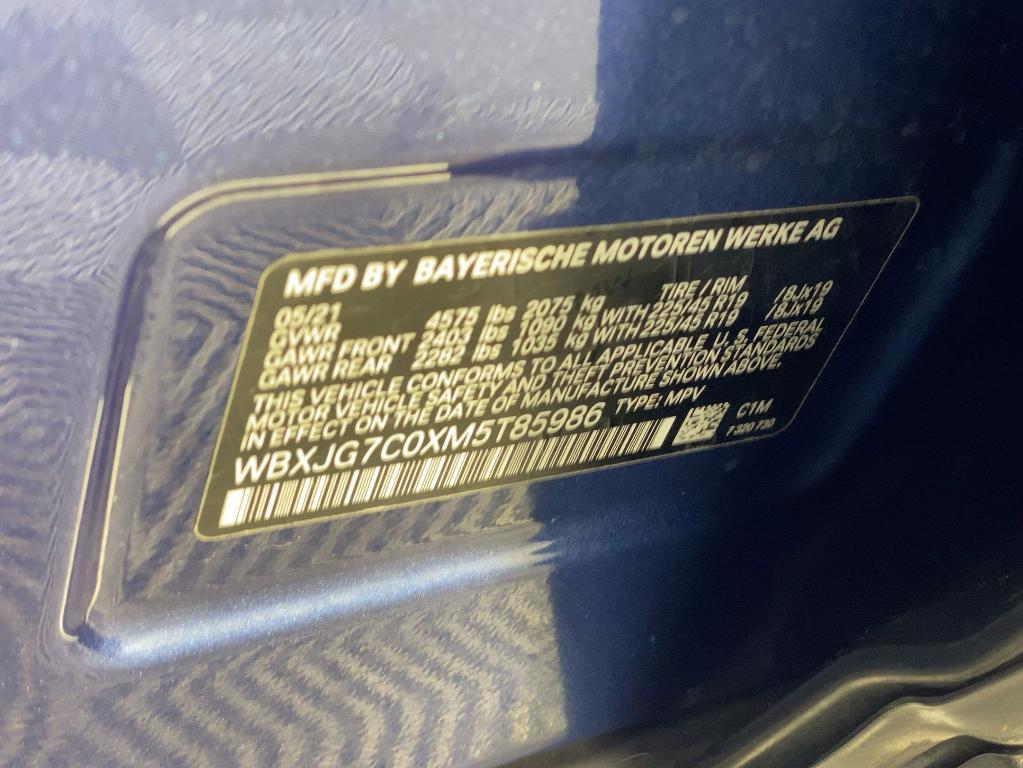 MFD BY BAYERISCHE MOTOREN WERKE AG
05/21 TIRE / RIM
GVWR 4575 lbs 2075 kg
GAWR FRONT 2403 lbs 1090 kg WITH 225/45 R19 /8Jx19
GAWR REAR 2282 lbs 1035 kg WITH 225/45 R19 /8JX19
THIS VEHICLE CONFORMS TO ALL APPLICABLE U. S. FEDERAL
MOTOR VEHICLE SAFETY AND THEFT PREVENTION STANDARDS
IN EFFECT ON THE DATE OF MANUFACTURE SHOWN ABOVE.
WBXJG7C0XM5T85986 TYPE: MPV
C1M
7 920 730